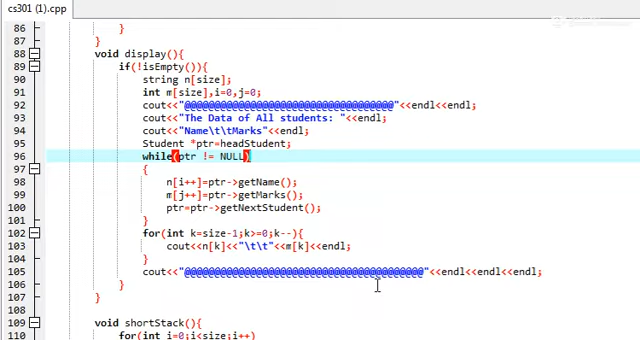 cs301 (1).cpp
86 }
87 }
88 void display(){
89 if(!isEmpty()){
90 string n[size];
91 int m[size],i=0,j=0;
92 cout<<"@@@@@@@@@@@@@@@@@@@@@@@@@@@@@@@@@@@"<<endl<<endl;
93 cout<<"The Data of All students: "<<endl;
94 cout<<"Name\t\tMarks"<<endl;
95 Student *ptr=headStudent;
96 while(ptr != NULL)
97 {
98 n[i++]=ptr->getName();
99 m[j++]=ptr->getMarks();
100 ptr=ptr->getNextStudent();
101 }
102 for(int k=size-1;k>=0;k--){
103 cout<<n[k]<<"\t\t"<<m[k]<<endl;
104 }
105 cout<<"@@@@@@@@@@@@@@@@@@@@@@@@@@@@@@@@@@@@@@@@"<<endl<<endl<<endl;
106 }
107 }
108
109 void shortStack(){
110 for(int i=0;i<size;i++)